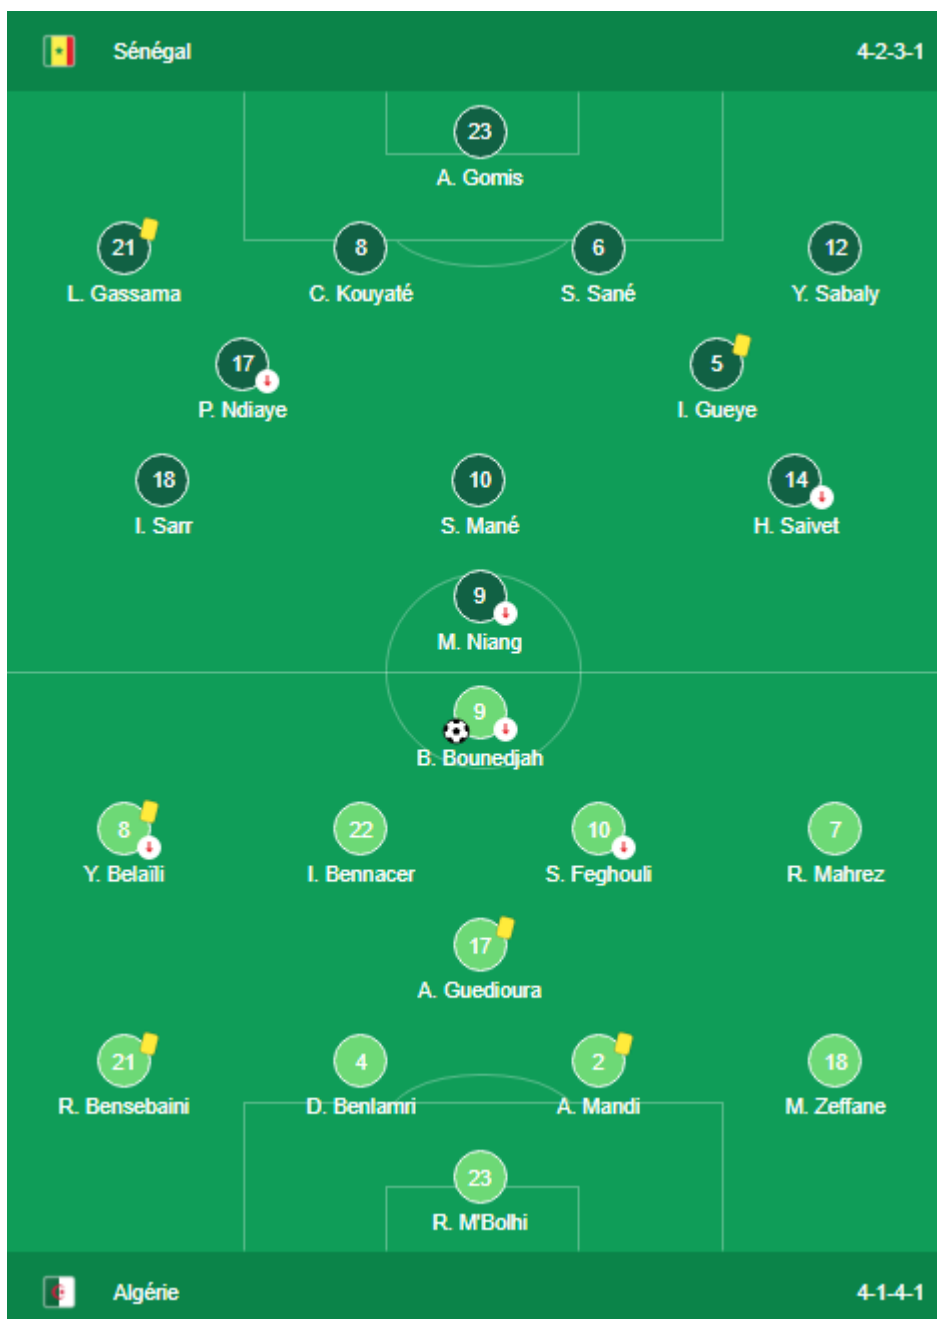 Sénégal 4-2-3-1
23
A. Gomis
21 8 6 12
L. Gassama C. Kouyaté S. Sané Y. Sabaly
17 5
P. Ndiaye I. Gueye
18 10 14
I. Sarr S. Mané H. Saivet
9
M. Niang
9
B. Bounedjah
8 22 10 7
Y. Belaïli I. Bennacer S. Feghouli R. Mahrez
17
A. Guedioura
21 4 2 18
R. Bensebaini D. Benlamri A. Mandi M. Zeffane
23
R. M'Bolhi
Algérie 4-1-4-1